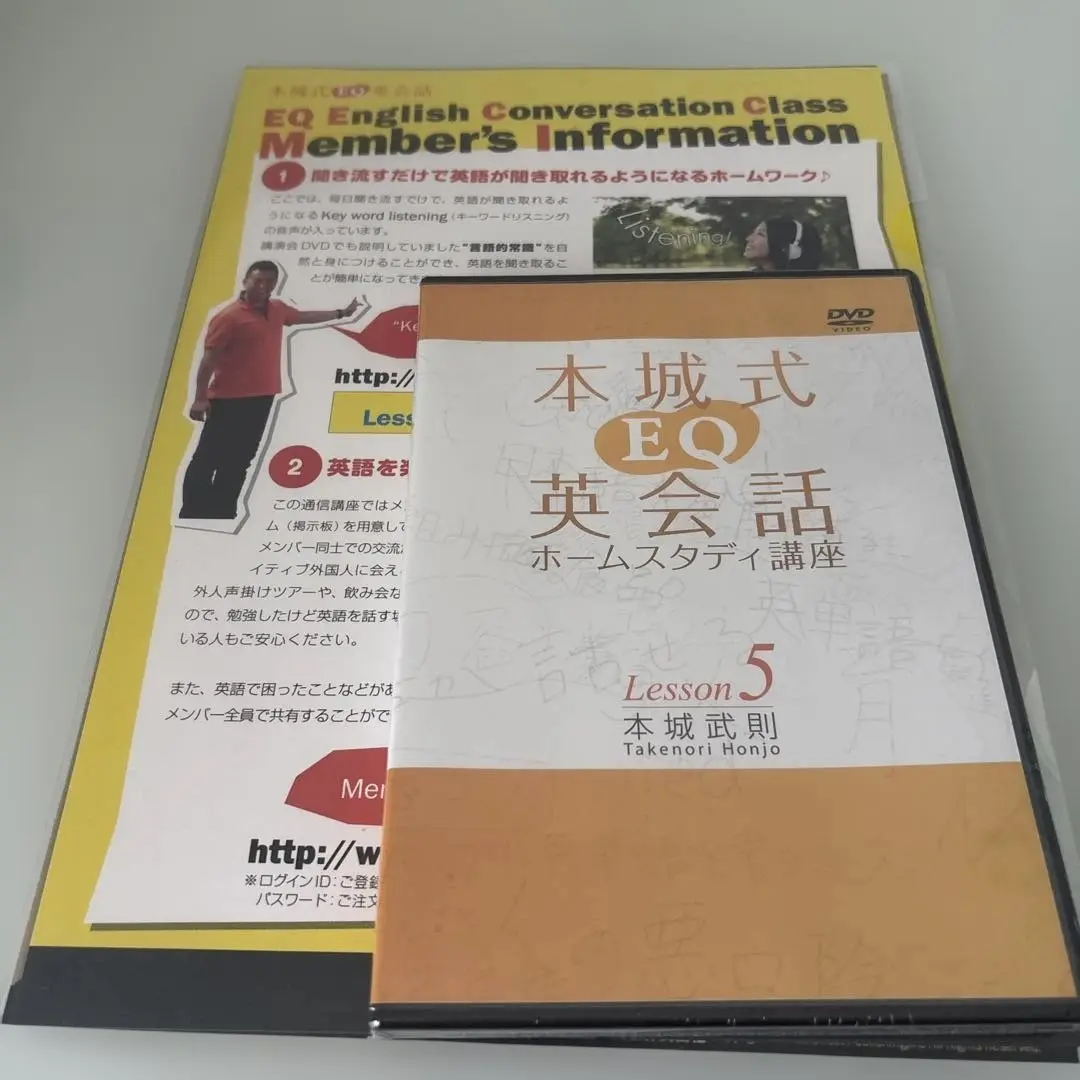 本城式EQ英会話
EQ English Conversation Class
Member's Information
1 聞き流すだけで英語が聞き取れるようになるホームワーク♪
ここでは、毎日聞き流すでけで、英語が聞き取れるよ
うになるKey word listening（キーワードリスニング）
の音声が入っています。
講演会DVDでも説明していました"言語的常識"を自
然と身につけることができ、英語を聞き取るこ
とが簡単になってき
Listening!
"Ke
http://
Less
2 英語を
この通信講座ではメ
ム（掲示板）を用意して
メンバー同士での交流
イティブ外国人に会え
外人声掛けツアーや、飲み会な
ので、勉強したけど英語を話す
いる人もご安心ください。
また、英語で困ったことなどがあ
メンバー全員で共有することがで
Mer
http://w
※ログインID：ご登録
パスワード：ご注文
DVD
VIDEO
本城式
EQ
英会話
ホームスタディ講座
Lesson 5
本城武則
Takenori Honjo